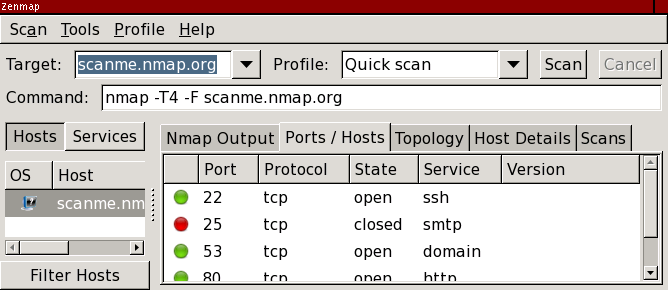 Zenmap
Scan Tools Profile Help
Target: scanme.nmap.org Profile: Quick scan Scan Cancel
Command: nmap -T4 -F scanme.nmap.org
Hosts Services Nmap Output Ports / Hosts Topology Host Details Scans
OS Host Port Protocol State Service Version
scanme.nm 22 tcp open ssh
25 tcp closed smtp
53 tcp open domain
80 tcp open http
Filter Hosts